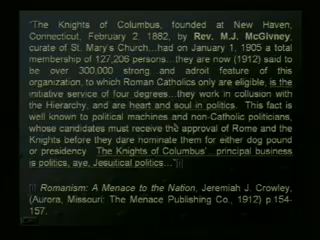 "The Knights of Columbus, founded at New Haven,
Connecticut, February 2, 1882, by Rev. M.J. McGivney,
curate of St. Mary's Church...had on January 1, 1905 a total
membership of 127,206 persons...they are now (1912) said to
be over 300,000 strong and adroit feature of this
organization, to which Roman Catholics only are eligible, is the
initiative service of four degrees...they work in collusion with
the Hierarchy, and are heart and soul in politics. This fact is
well known to political machines and non-Catholic politicians,
whose candidates must receive the approval of Rome and the
Knights before they dare nominate them for either dog pound
or presidency. The Knights of Columbus'...principal business
is politics, aye, Jesuitical politics..."[i]
[i] Romanism: A Menace to the Nation, Jeremiah J. Crowley,
(Aurora, Missouri: The Menace Publishing Co., 1912) p.154-
157.